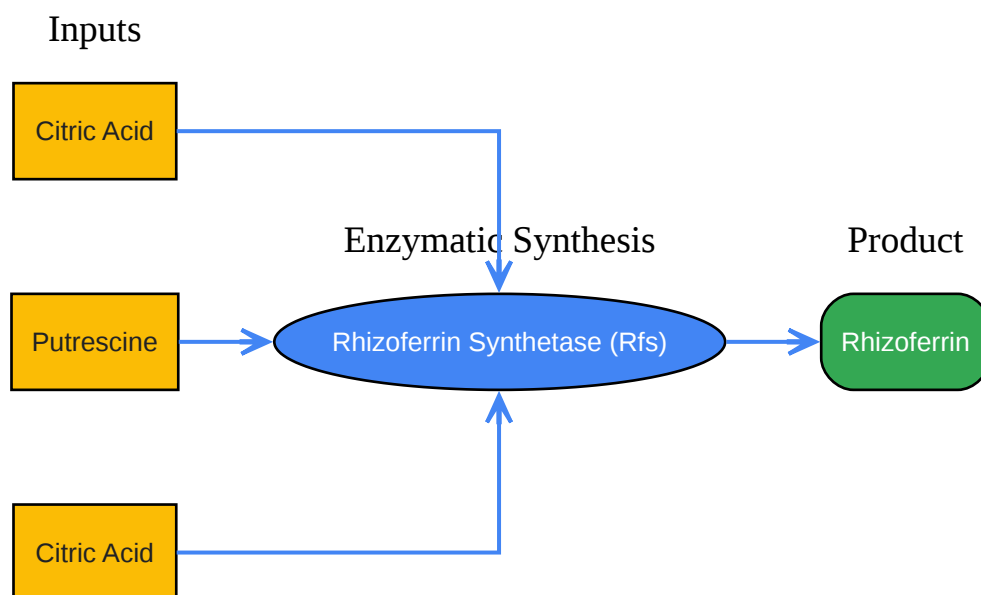 Inputs
Citric Acid
Enzymatic Synthesis
Product
Putrescine
Rhizoferrin Synthetase (Rfs)
Rhizoferrin
Citric Acid